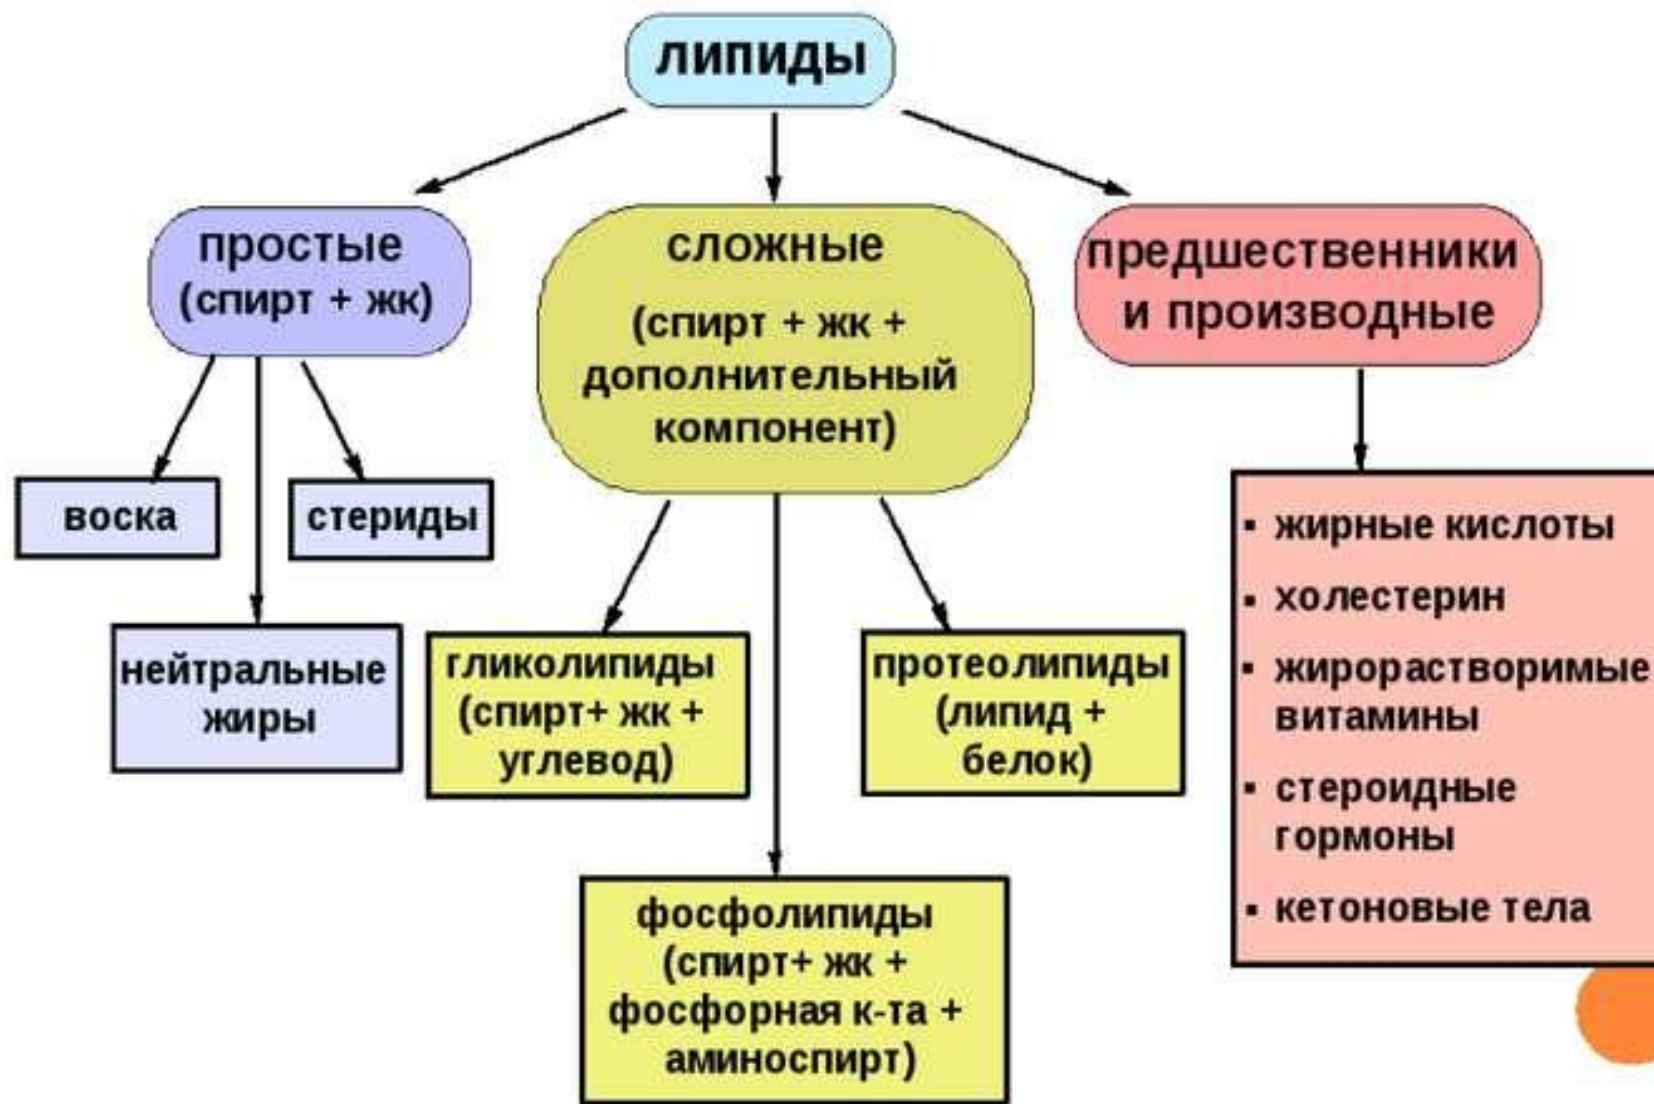 липиды
простые
(спирт + жк)
сложные
(спирт + жк +
дополнительный
компонент)
предшественники
и производные
воска
стериды
нейтральные
жиры
гликолипиды
(спирт+ жк +
углевод)
протеолипиды
(липид +
белок)
фосфолипиды
(спирт+ жк +
фосфорная к-та +
аминоспирт)
▪ жирные кислоты
▪ холестерин
▪ жирорастворимые
витамины
▪ стероидные
гормоны
▪ кетоновые тела